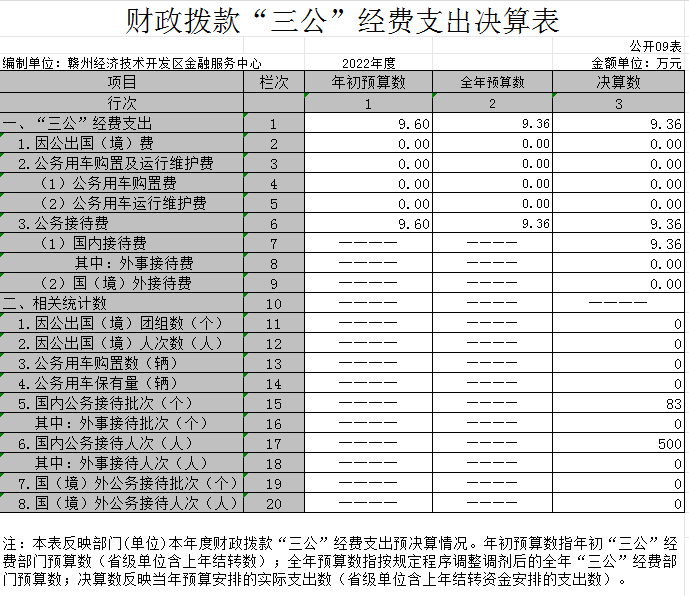 财政拨款“三公”经费支出决算表
公开09表
编制单位：赣州经济技术开发区金融服务中心 2022年度 金额单位：万元
项目 栏次 年初预算数 全年预算数 决算数
行次 1 2 3
一、“三公”经费支出 1 9.60 9.36 9.36
1.因公出国（境）费 2 0.00 0.00 0.00
2.公务用车购置及运行维护费 3 0.00 0.00 0.00
（1）公务用车购置费 4 0.00 0.00 0.00
（2）公务用车运行维护费 5 0.00 0.00 0.00
3.公务接待费 6 9.60 9.36 9.36
（1）国内接待费 7 ———— ———— 9.36
其中：外事接待费 8 ———— ———— 0.00
（2）国（境）外接待费 9 ———— ———— 0.00
二、相关统计数 10 ———— ———— ————
1.因公出国（境）团组数（个） 11 ———— ———— 0
2.因公出国（境）人次数（人） 12 ———— ———— 0
3.公务用车购置数（辆） 13 ———— ———— 0
4.公务用车保有量（辆） 14 ———— ———— 0
5.国内公务接待批次（个） 15 ———— ———— 83
其中：外事接待批次（个） 16 ———— ———— 0
6.国内公务接待人次（人） 17 ———— ———— 500
其中：外事接待人次（人） 18 ———— ———— 0
7.国（境）外公务接待批次（个） 19 ———— ———— 0
8.国（境）外公务接待人次（人） 20 ———— ———— 0
注：本表反映部门(单位)本年度财政拨款“三公”经费支出预决算情况。年初预算数指年初“三公”经
费部门预算数（省级单位含上年结转数）；全年预算数指按规定程序调整调剂后的全年“三公”经费部
门预算数；决算数反映当年预算安排的实际支出数（省级单位含上年结转资金安排的支出数）。